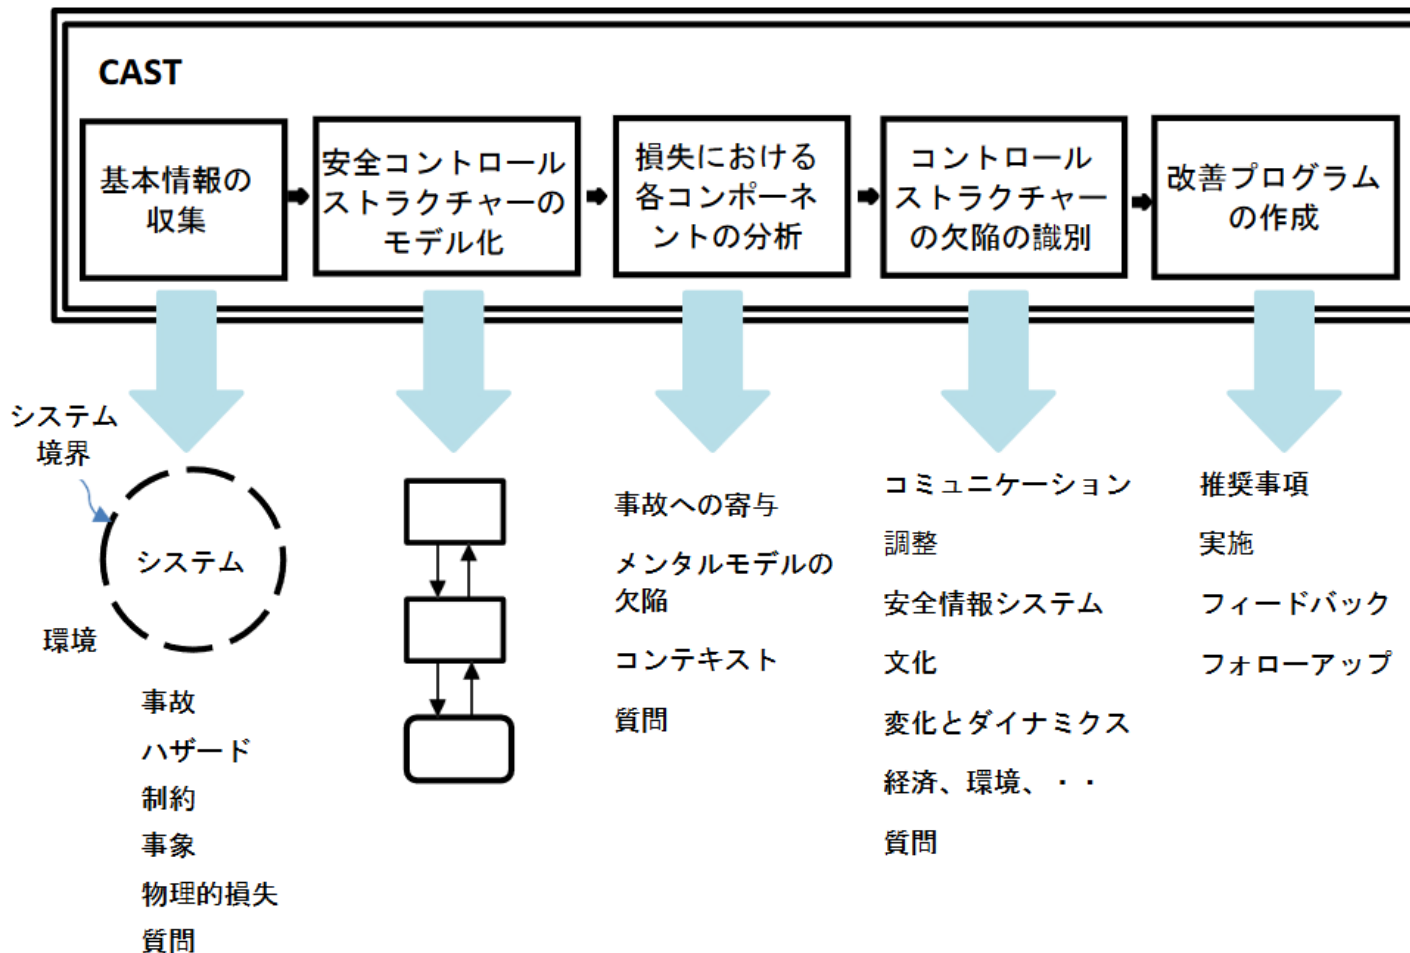 CAST
基本情報の
収集
安全コントロール
ストラクチャーの
モデル化
損失における
各コンポーネ
ントの分析
コントロール
ストラクチャー
の欠陥の識別
改善プログラム
の作成
システム
境界
システム
環境
事故
ハザード
制約
事象
物理的損失
質問
事故への寄与
メンタルモデルの
欠陥
コンテキスト
質問
コミュニケーション
調整
安全情報システム
文化
変化とダイナミクス
経済、環境、・・
質問
推奨事項
実施
フィードバック
フォローアップ